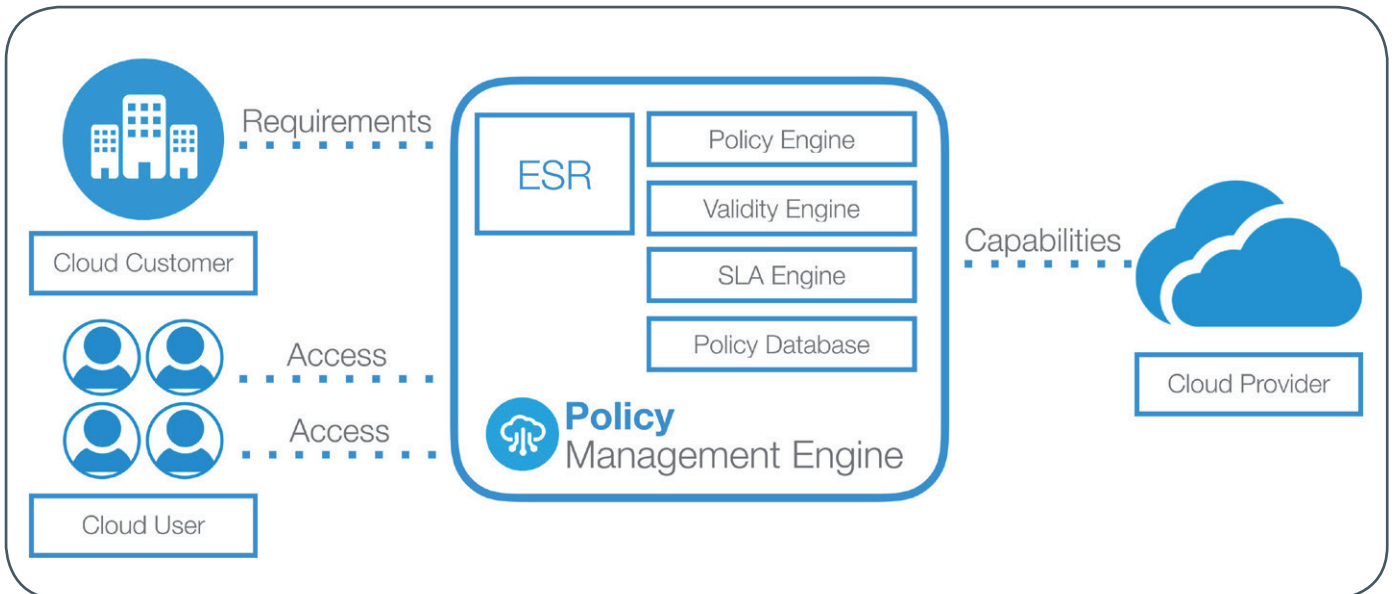 Requirements
Cloud Customer
Access
Access
Cloud User
ESR
Policy Engine
Validity Engine
SLA Engine
Policy Database
Policy
Management Engine
Capabilities
Cloud Provider